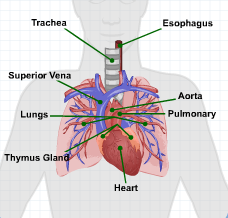 Trachea
Esophagus
Superior Vena
Aorta
Lungs
Pulmonary
Thymus Gland
Heart